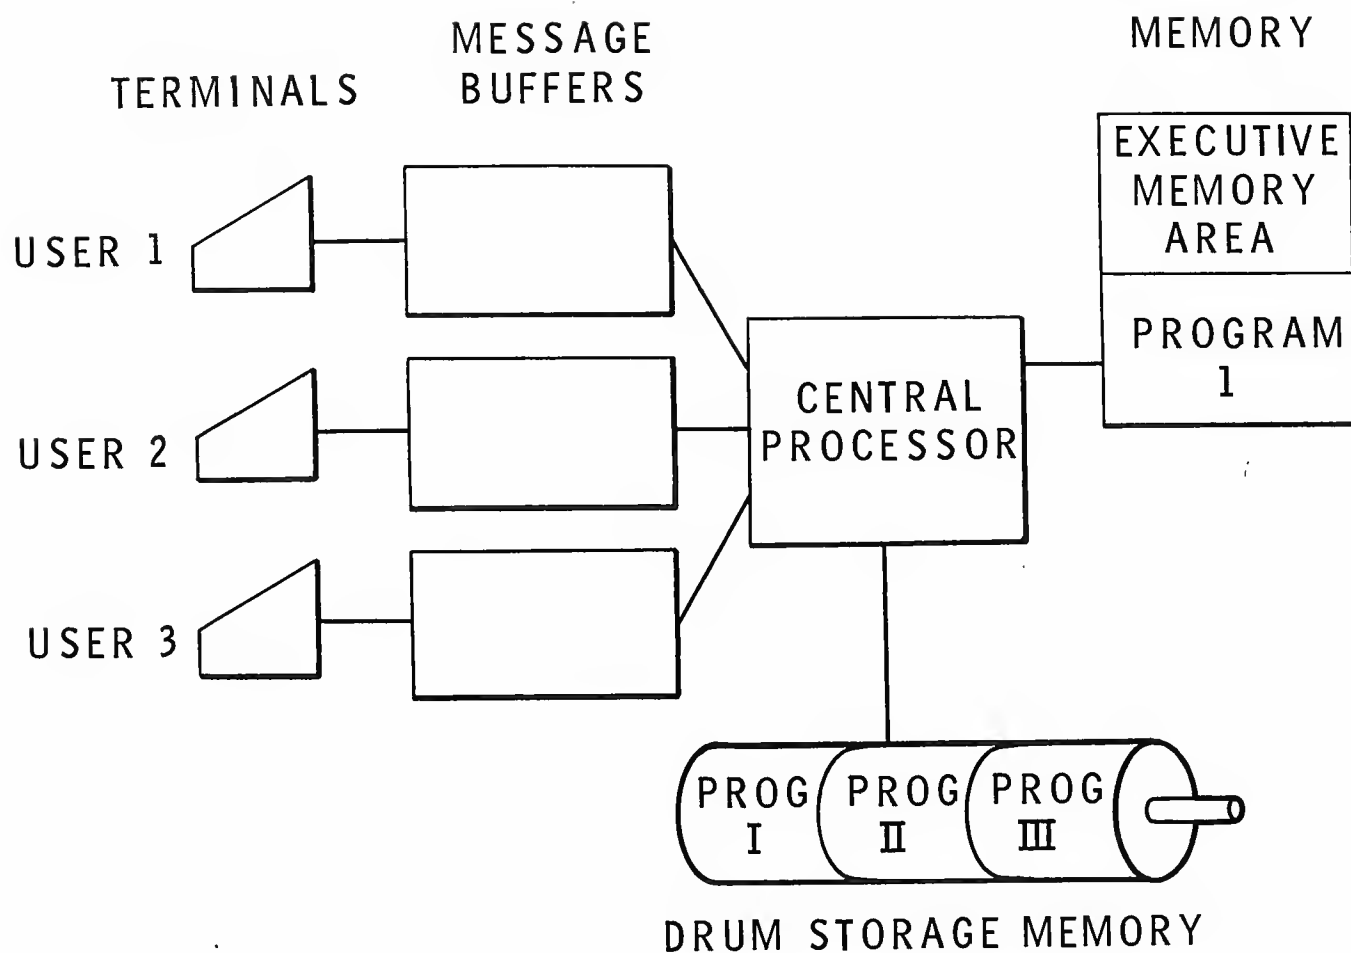 TERMINALS
MESSAGE
BUFFERS
MEMORY
EXECUTIVE
MEMORY
AREA
PROGRAM
1
USER 1
USER 2
USER 3
CENTRAL
PROCESSOR
PROG
I
PROG
II
PROG
III
DRUM STORAGE MEMORY